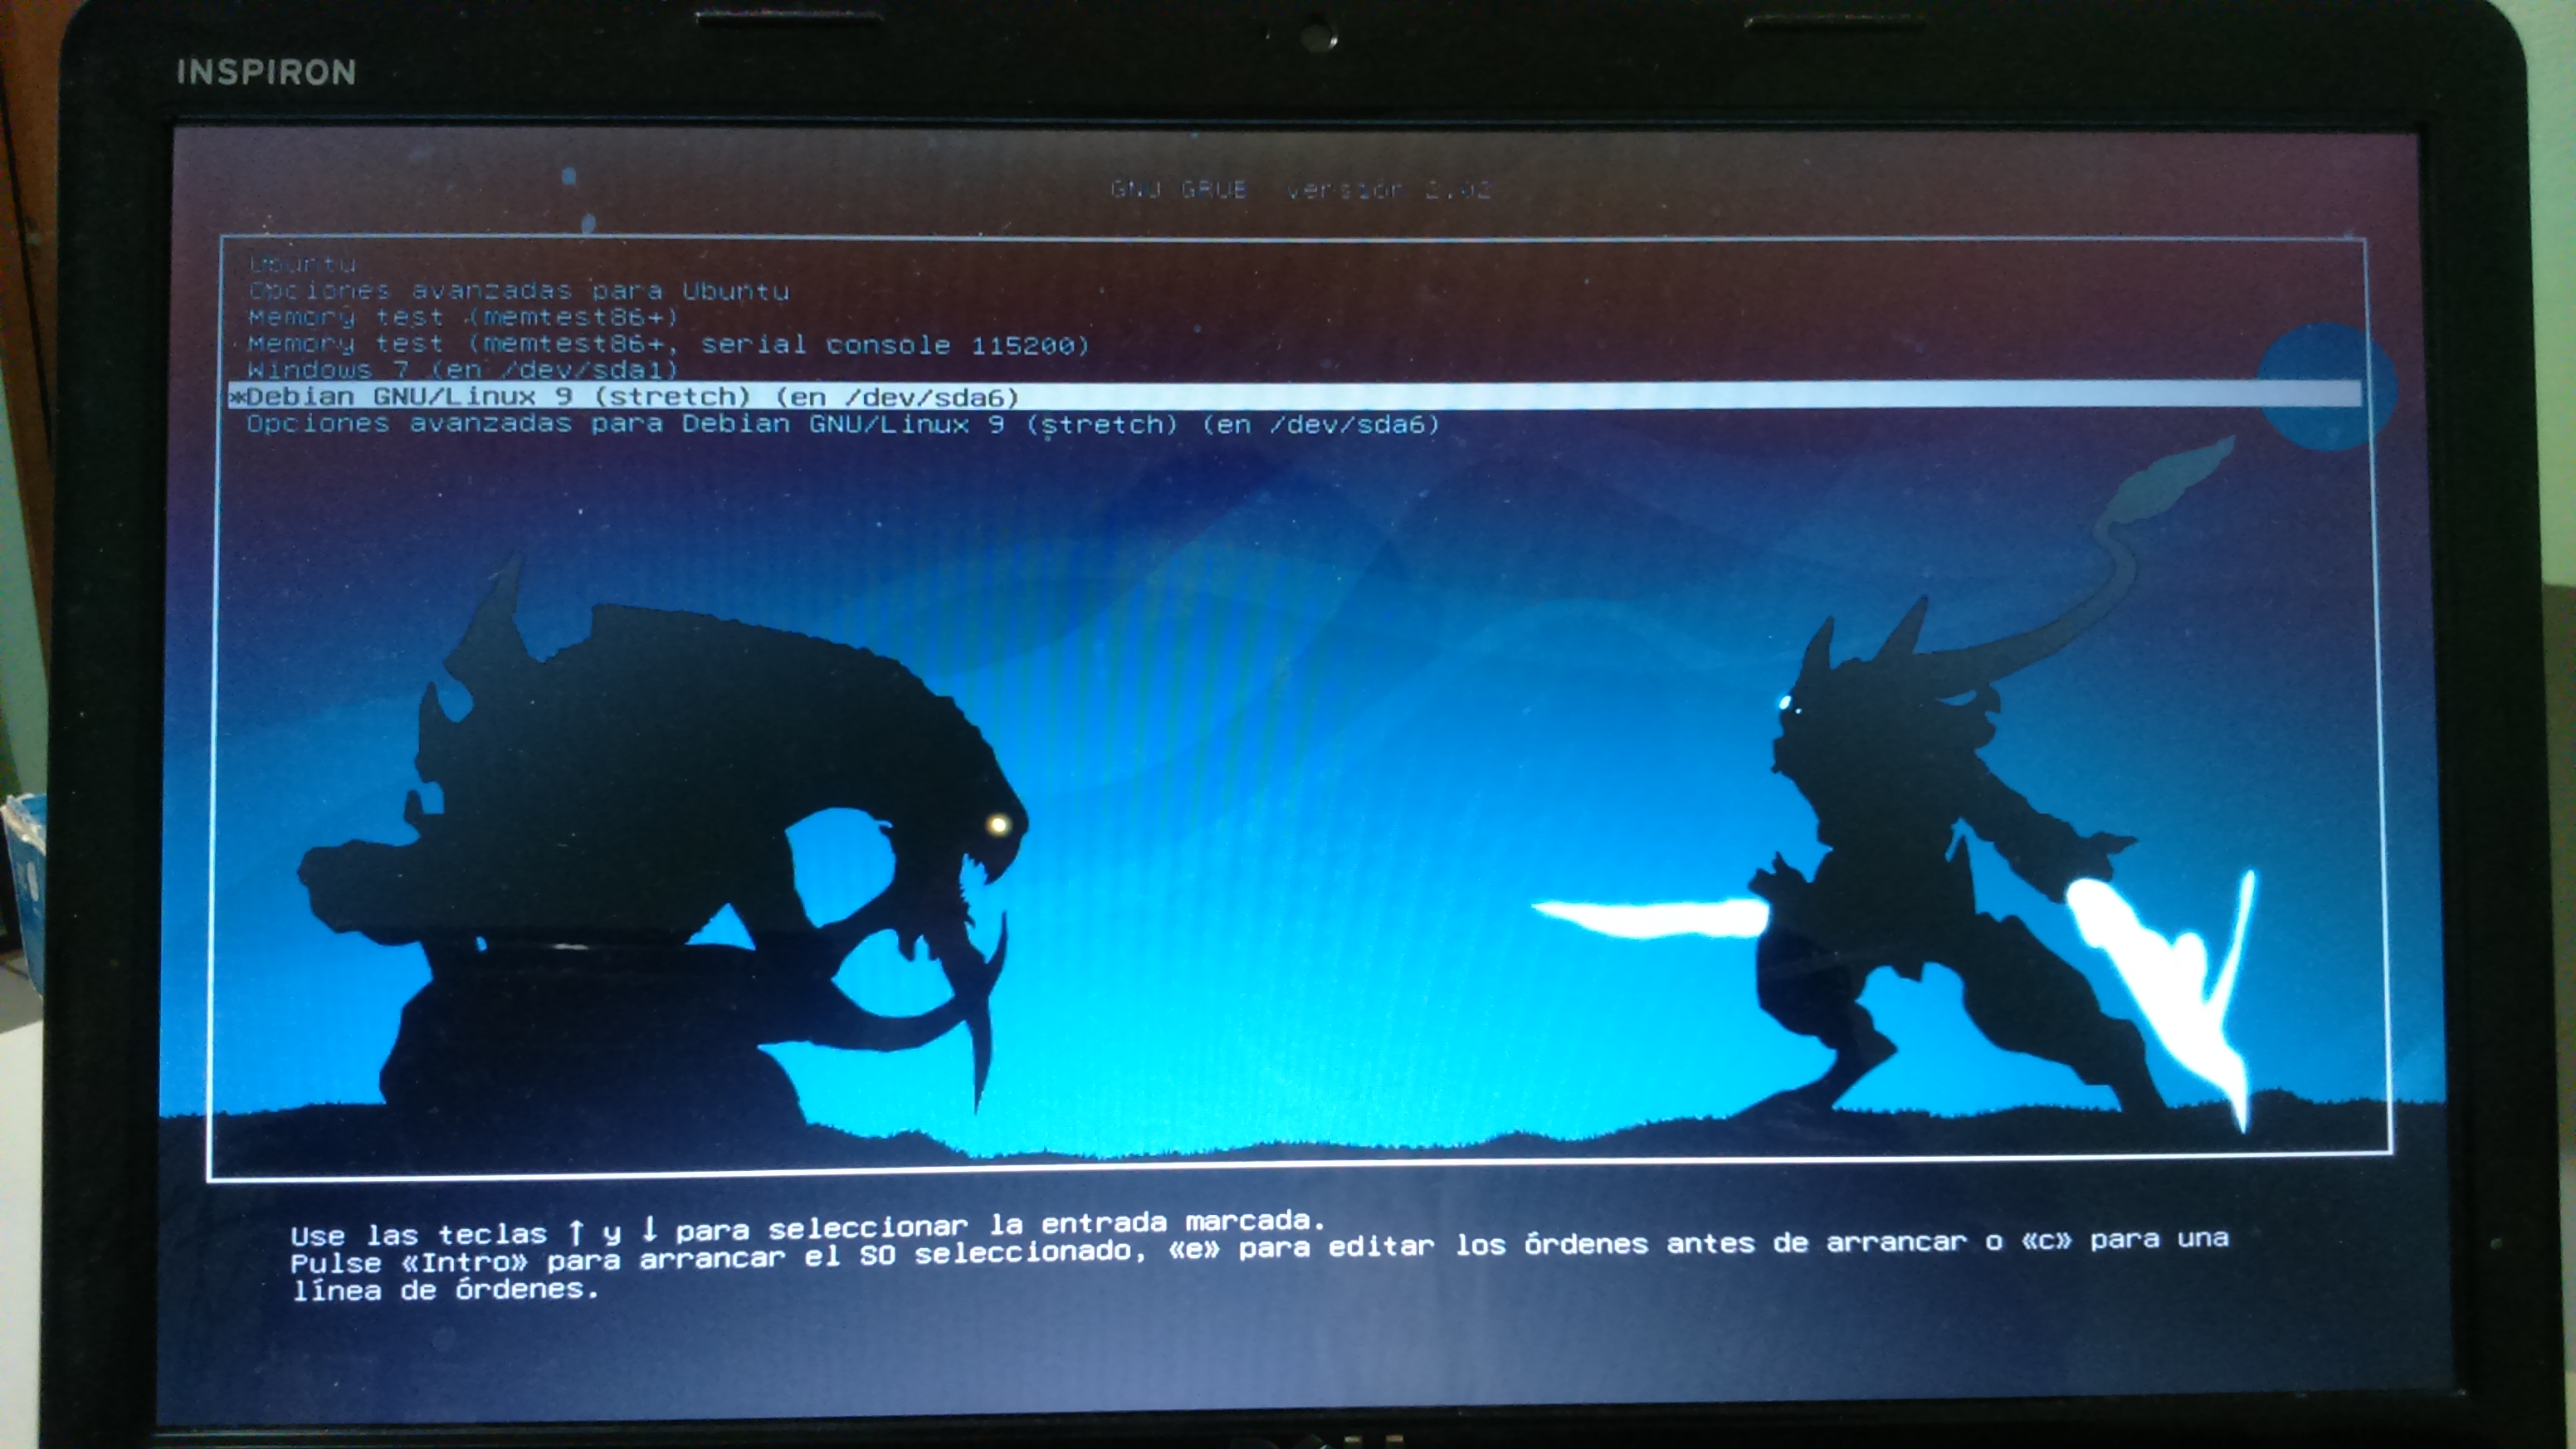 INSPIRON
GNU GRUB versión 2.02
Ubuntu
Opciones avanzadas para Ubuntu
Memory test (memtest86+)
Memory test (memtest86+, serial console 115200)
Windows 7 (en /dev/sda1)
*Debian GNU/Linux 9 (stretch) (en /dev/sda6)
Opciones avanzadas para Debian GNU/Linux 9 (stretch) (en /dev/sda6)
Use las teclas ↑ y ↓ para seleccionar la entrada marcada.
Pulse «Intro» para arrancar el SO seleccionado, «e» para editar los órdenes antes de arrancar o «c» para una
línea de órdenes.